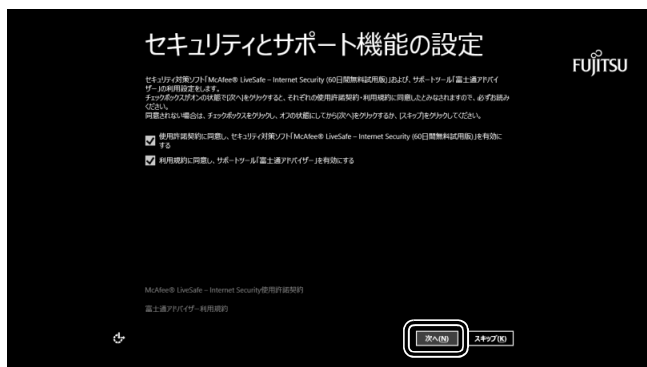 セキュリティとサポート機能の設定
FUJITSU
セキュリティ対策ソフト「McAfee® LiveSafe – Internet Security (60日間無料試用版)」および、サポートツール「富士通アドバイ
ザー」の利用設定をします。
チェックボックスがオンの状態で[次へ]をクリックすると、それぞれの使用許諾契約・利用規約に同意したとみなされますので、必ずお読み
ください。
同意されない場合は、チェックボックスをクリックし、オフの状態にしてから[次へ]をクリックするか、[スキップ]をクリックしてください。
使用許諾契約に同意し、セキュリティ対策ソフト「McAfee® LiveSafe – Internet Security (60日間無料試用版)」を有効に
する
利用規約に同意し、サポートツール「富士通アドバイザー」を有効にする
McAfee® LiveSafe – Internet Security使用許諾契約
富士通アドバイザー利用規約
次へ(N)
スキップ(K)